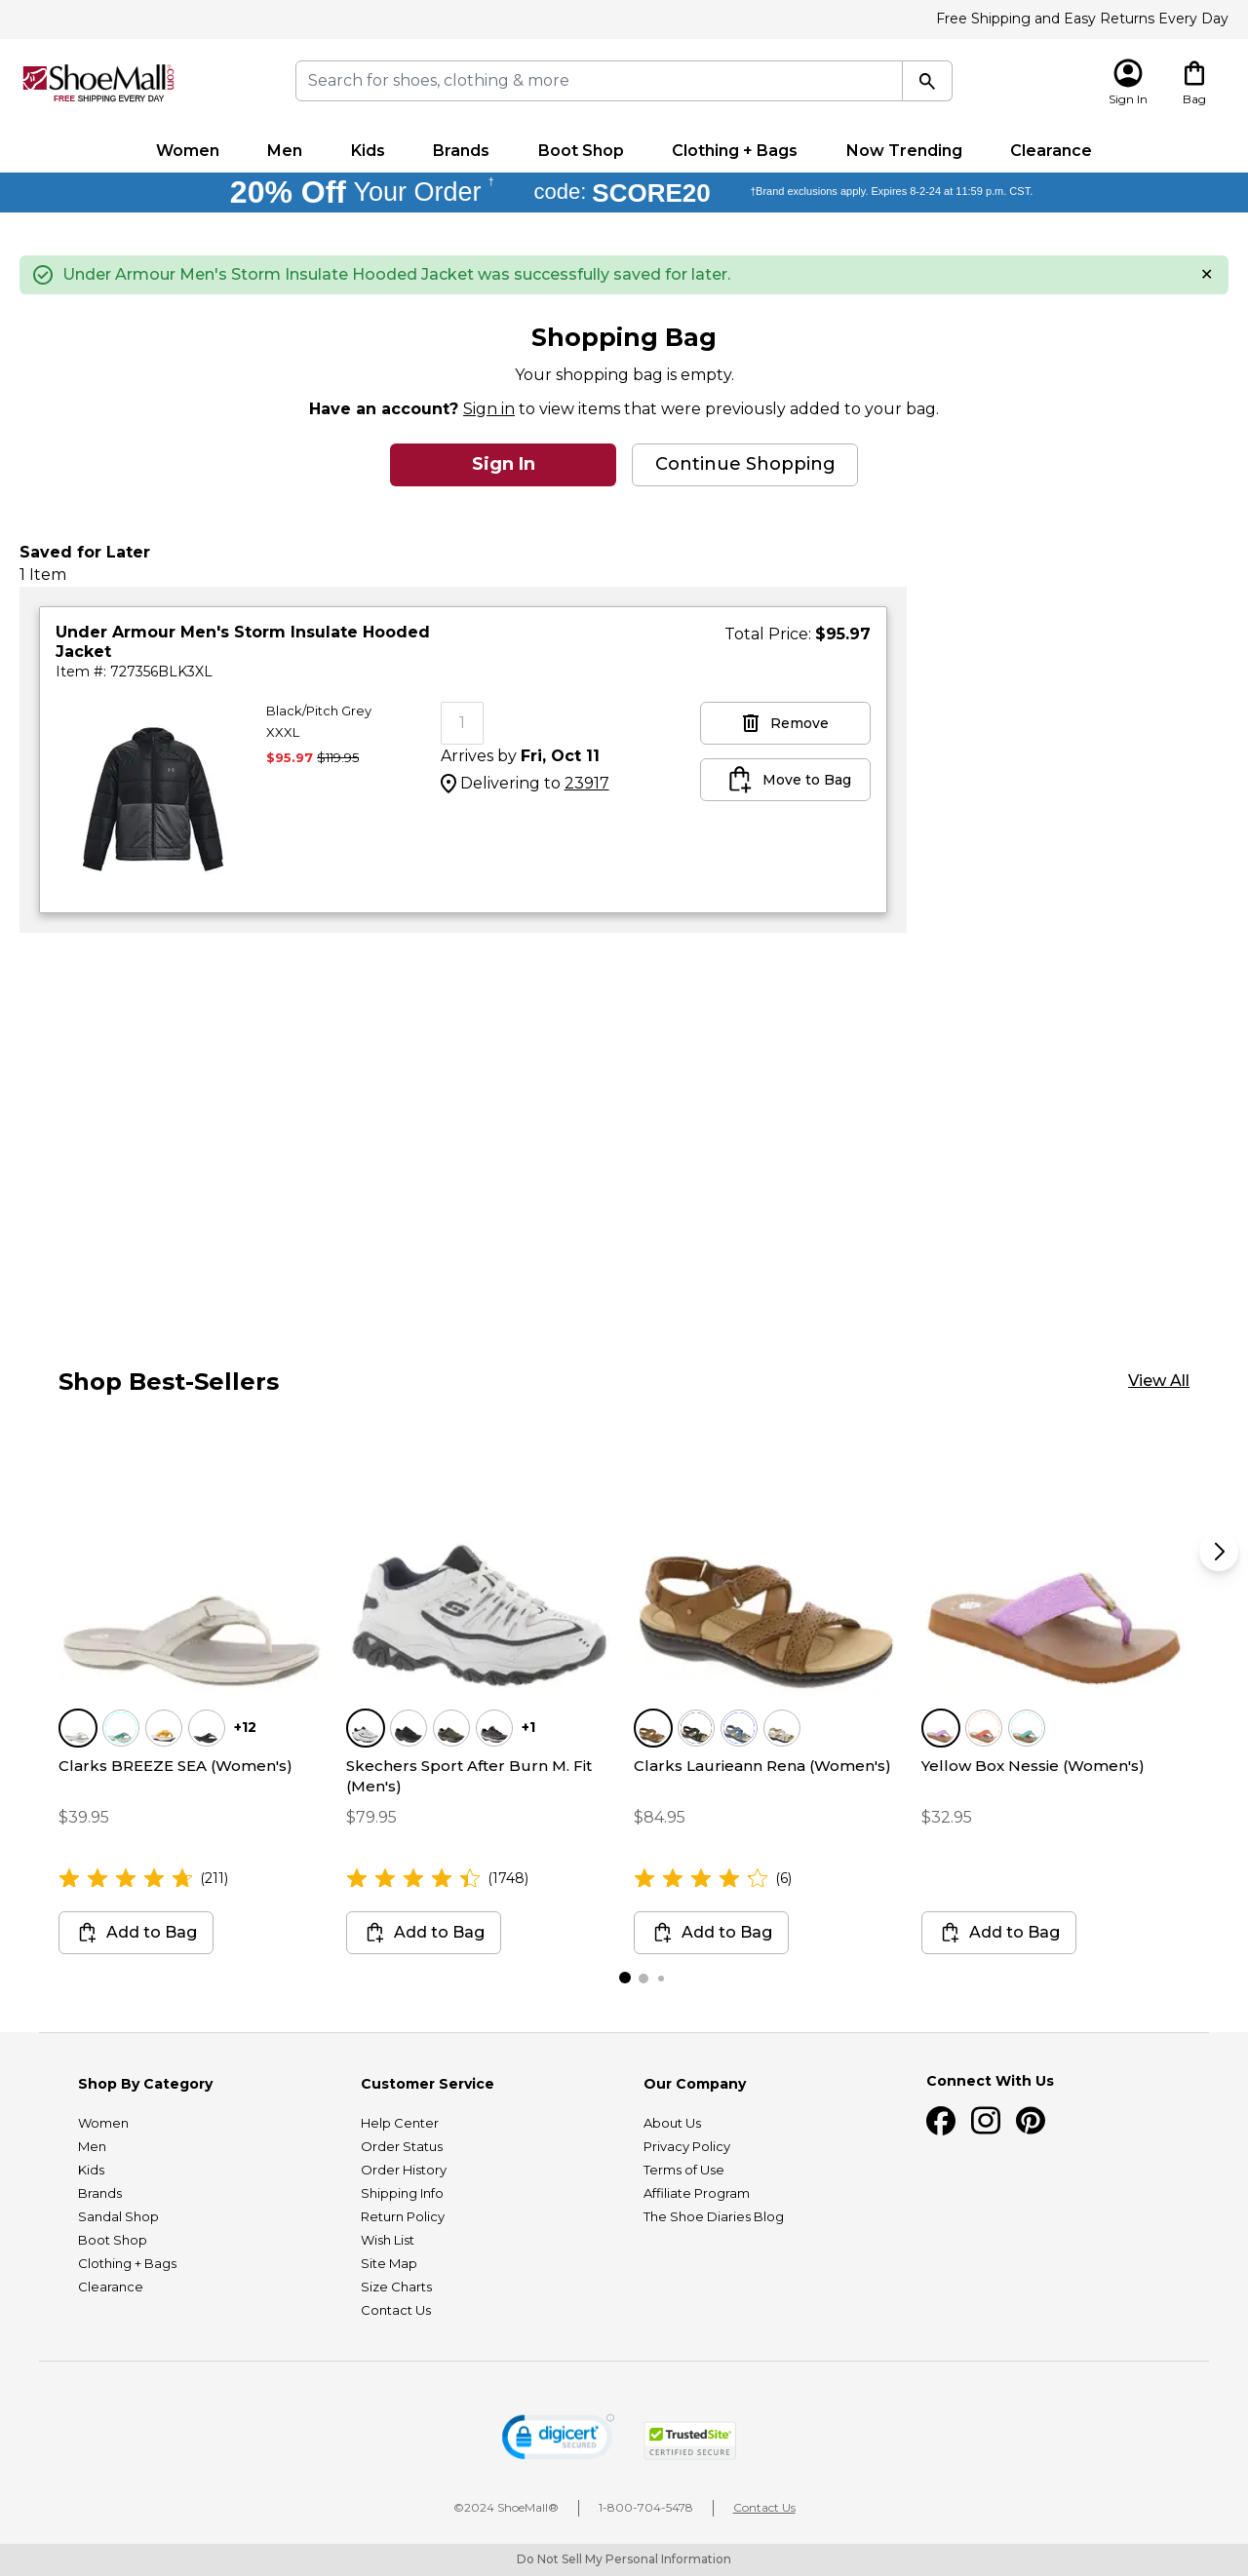 Free Shipping and Easy Returns Every Day
ShoeMall.com
FREE SHIPPING EVERY DAY
Search for shoes, clothing & more
Sign In
Bag
Women Men Kids Brands Boot Shop Clothing + Bags Now Trending Clearance
20% Off Your Order † code: SCORE20 †Brand exclusions apply. Expires 8-2-24 at 11:59 p.m. CST.
Under Armour Men's Storm Insulate Hooded Jacket was successfully saved for later.
Shopping Bag
Your shopping bag is empty.
Have an account? Sign in to view items that were previously added to your bag.
Sign In
Continue Shopping
Saved for Later
1 Item
Under Armour Men's Storm Insulate Hooded
Jacket
Item #: 727356BLK3XL
Total Price: $95.97
Black/Pitch Grey
XXXL
$95.97 $119.95
1
Arrives by Fri, Oct 11
Delivering to 23917
Remove
Move to Bag
Shop Best-Sellers
View All
+12
Clarks BREEZE SEA (Women's)
$39.95
(211)
Add to Bag
+1
Skechers Sport After Burn M. Fit
(Men's)
$79.95
(1748)
Add to Bag
Clarks Laurieann Rena (Women's)
$84.95
(6)
Add to Bag
Yellow Box Nessie (Women's)
$32.95
Add to Bag
Shop By Category
Women
Men
Kids
Brands
Sandal Shop
Boot Shop
Clothing + Bags
Clearance
Customer Service
Help Center
Order Status
Order History
Shipping Info
Return Policy
Wish List
Site Map
Size Charts
Contact Us
Our Company
About Us
Privacy Policy
Terms of Use
Affiliate Program
The Shoe Diaries Blog
Connect With Us
digicert
SECURED
TrustedSite
CERTIFIED SECURE
©2024 ShoeMall®
1-800-704-5478
Contact Us
Do Not Sell My Personal Information